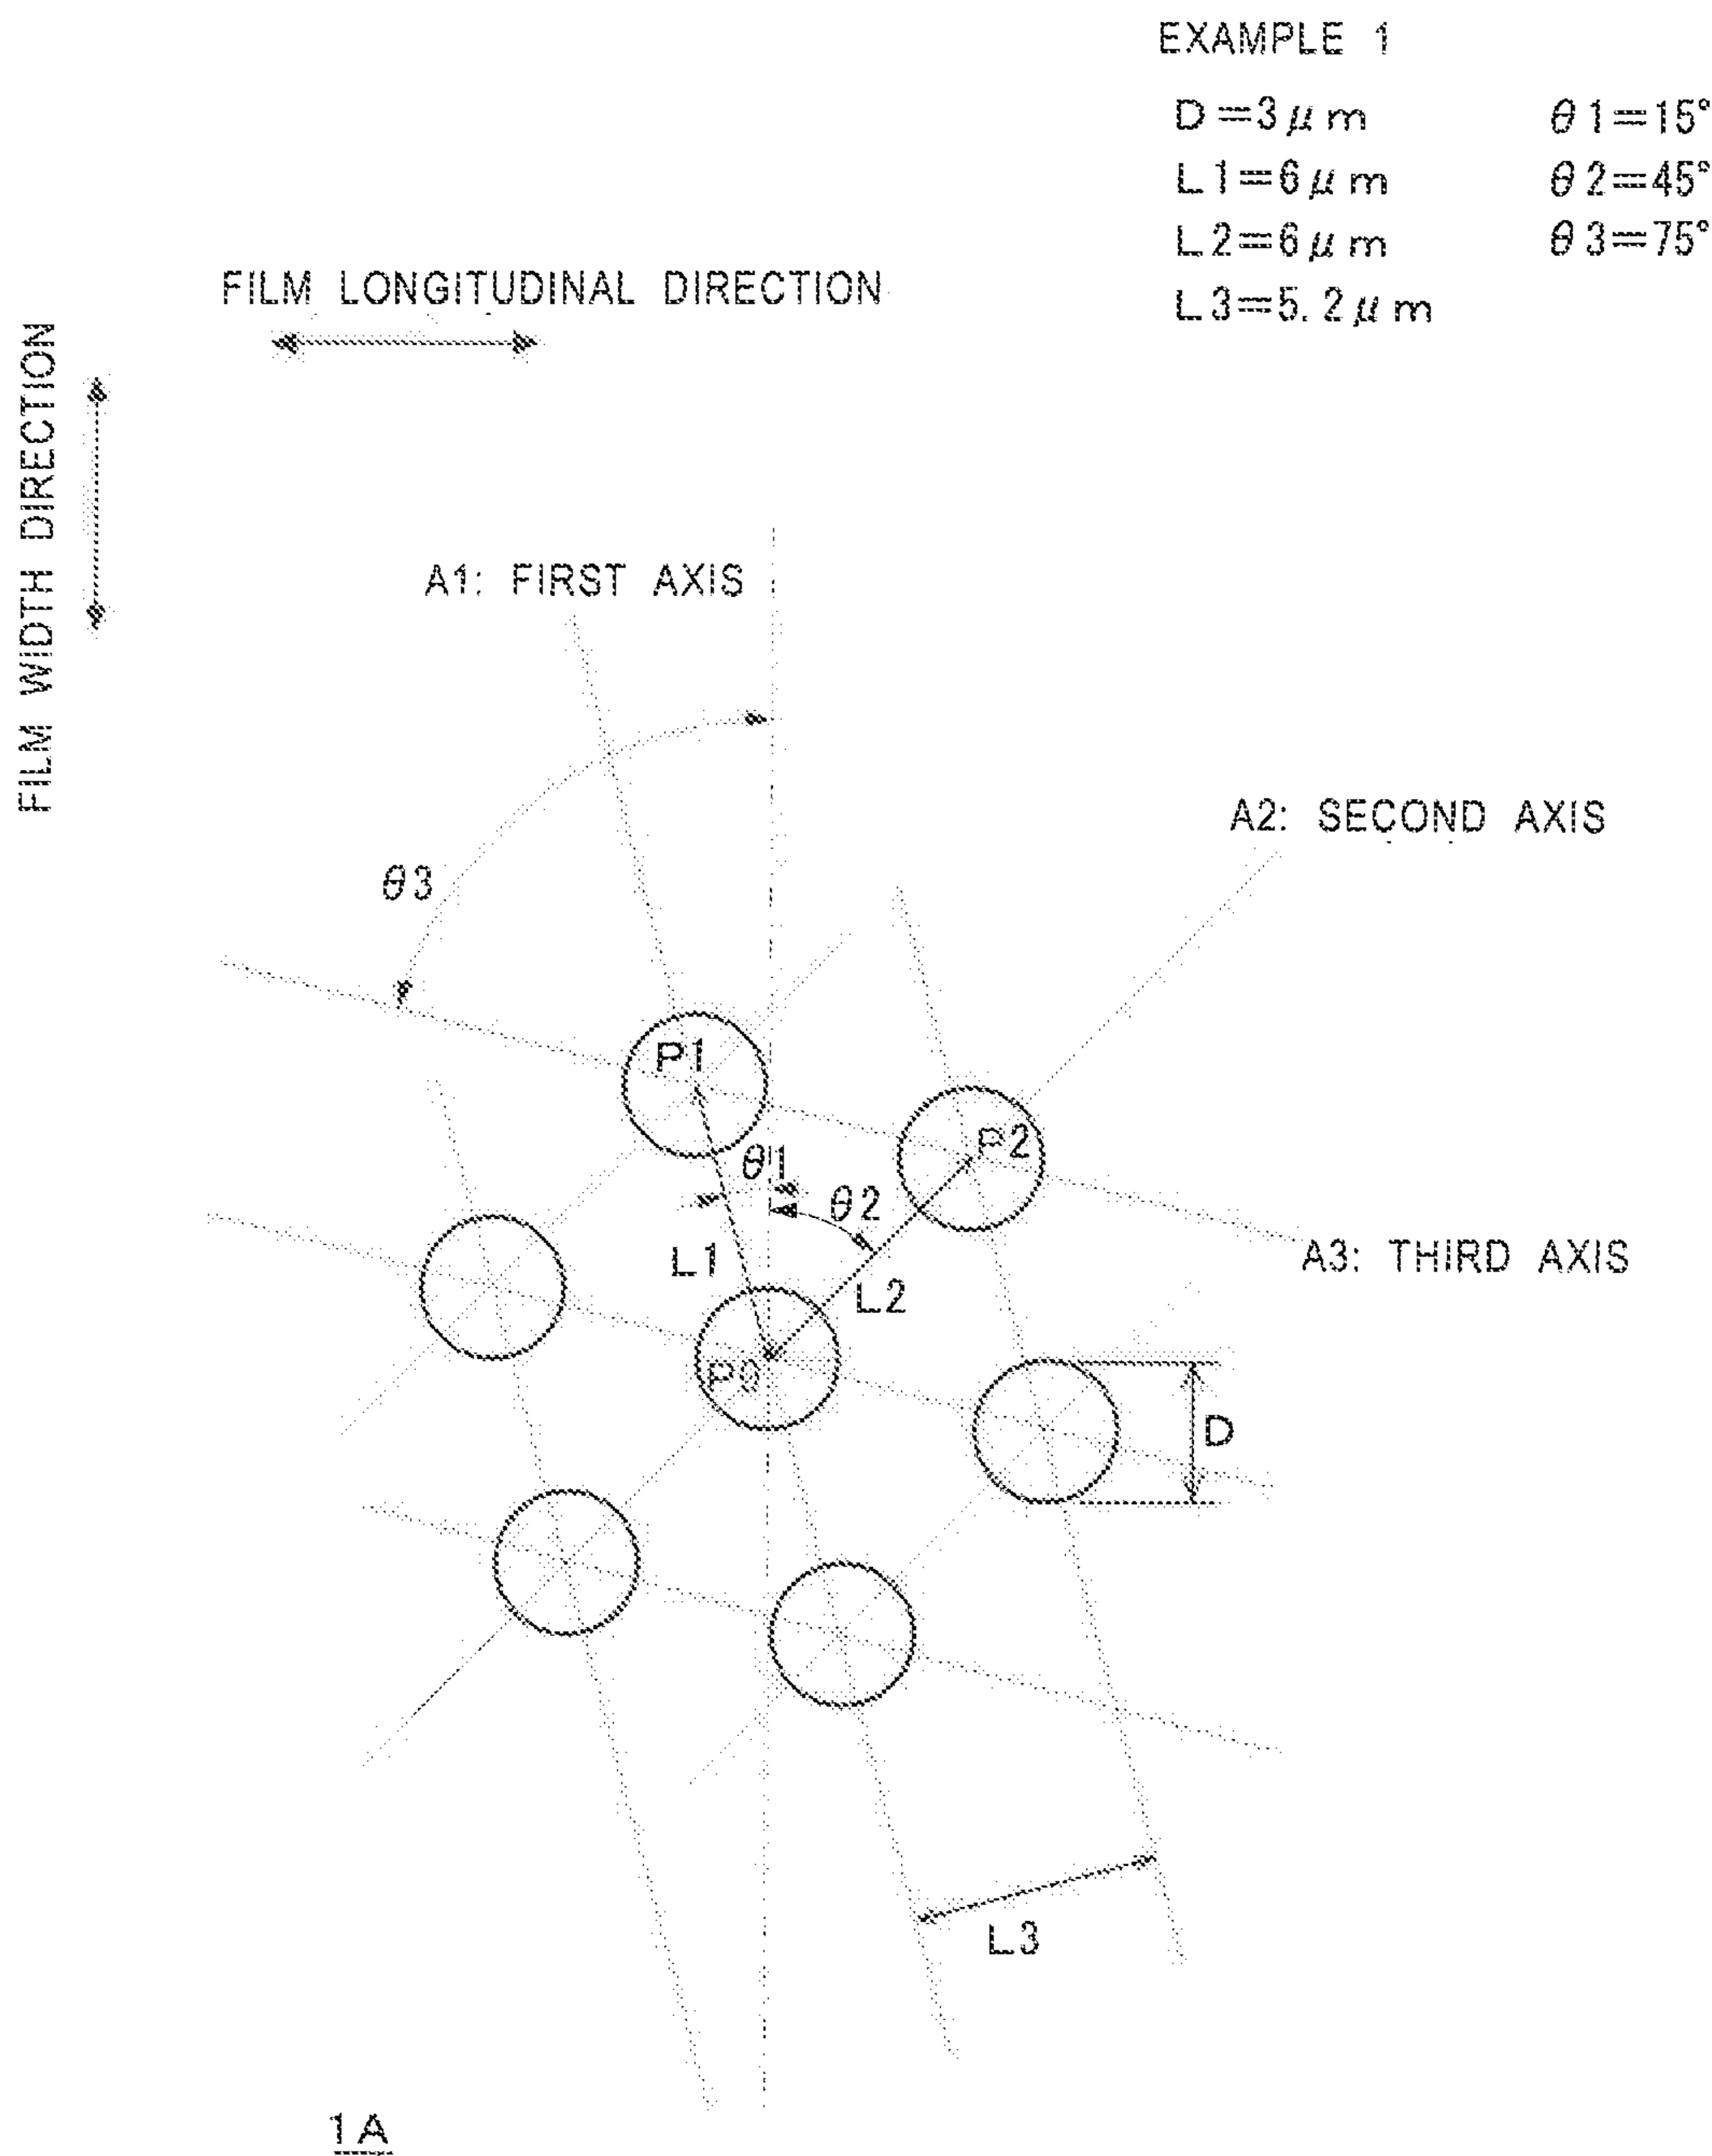 EXAMPLE 1
D=3μm θ1=15°
L1=6μm θ2=45°
L2=6μm θ3=75°
L3=5.2μm
FILM LONGITUDINAL DIRECTION
FILM WIDTH DIRECTION
A1: FIRST AXIS
A2: SECOND AXIS
θ3
P1
P2
θ1
θ2
L1
L2
A3: THIRD AXIS
P0
D
L3
1A